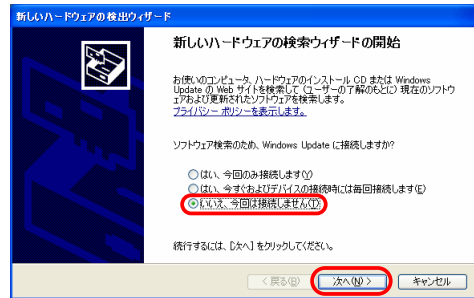 新しいハードウェアの検出ウィザード
新しいハードウェアの検索ウィザードの開始
お使いのコンピュータ、ハードウェアのインストール CD または Windows
Update の Web サイトを検索して (ユーザーの了解のもとに) 現在のソフトウ
ェアおよび更新されたソフトウェアを検索します。
プライバシー ポリシーを表示します。
ソフトウェア検索のため、Windows Update に接続しますか?
はい、今回のみ接続します(Y)
はい、今すぐおよびデバイスの接続時には毎回接続します(E)
いいえ、今回は接続しません(T)
続行するには、[次へ] をクリックしてください。
< 戻る(B)
次へ(N) >
キャンセル